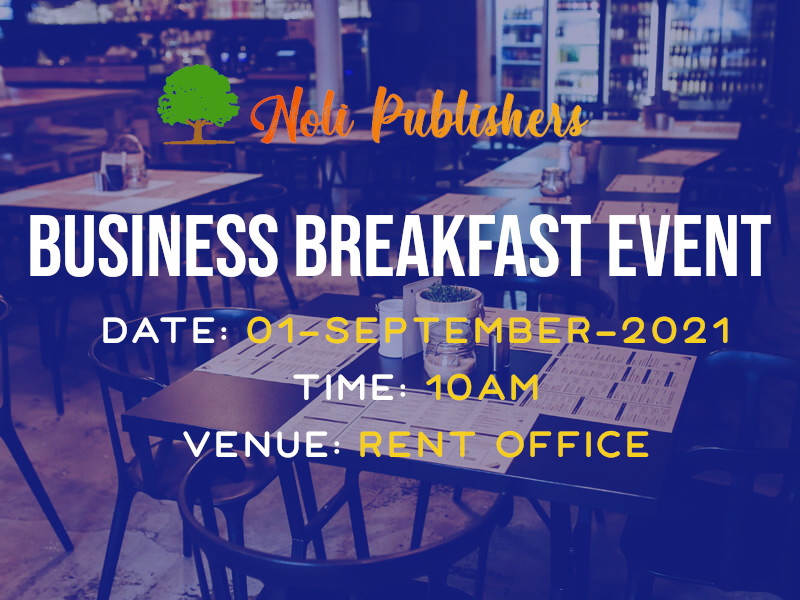 Noli Publishers
BUSINESS BREAKFAST EVENT
DATE: 01-SEPTEMBER-2021
TIME: 10AM
VENUE: RENT OFFICE